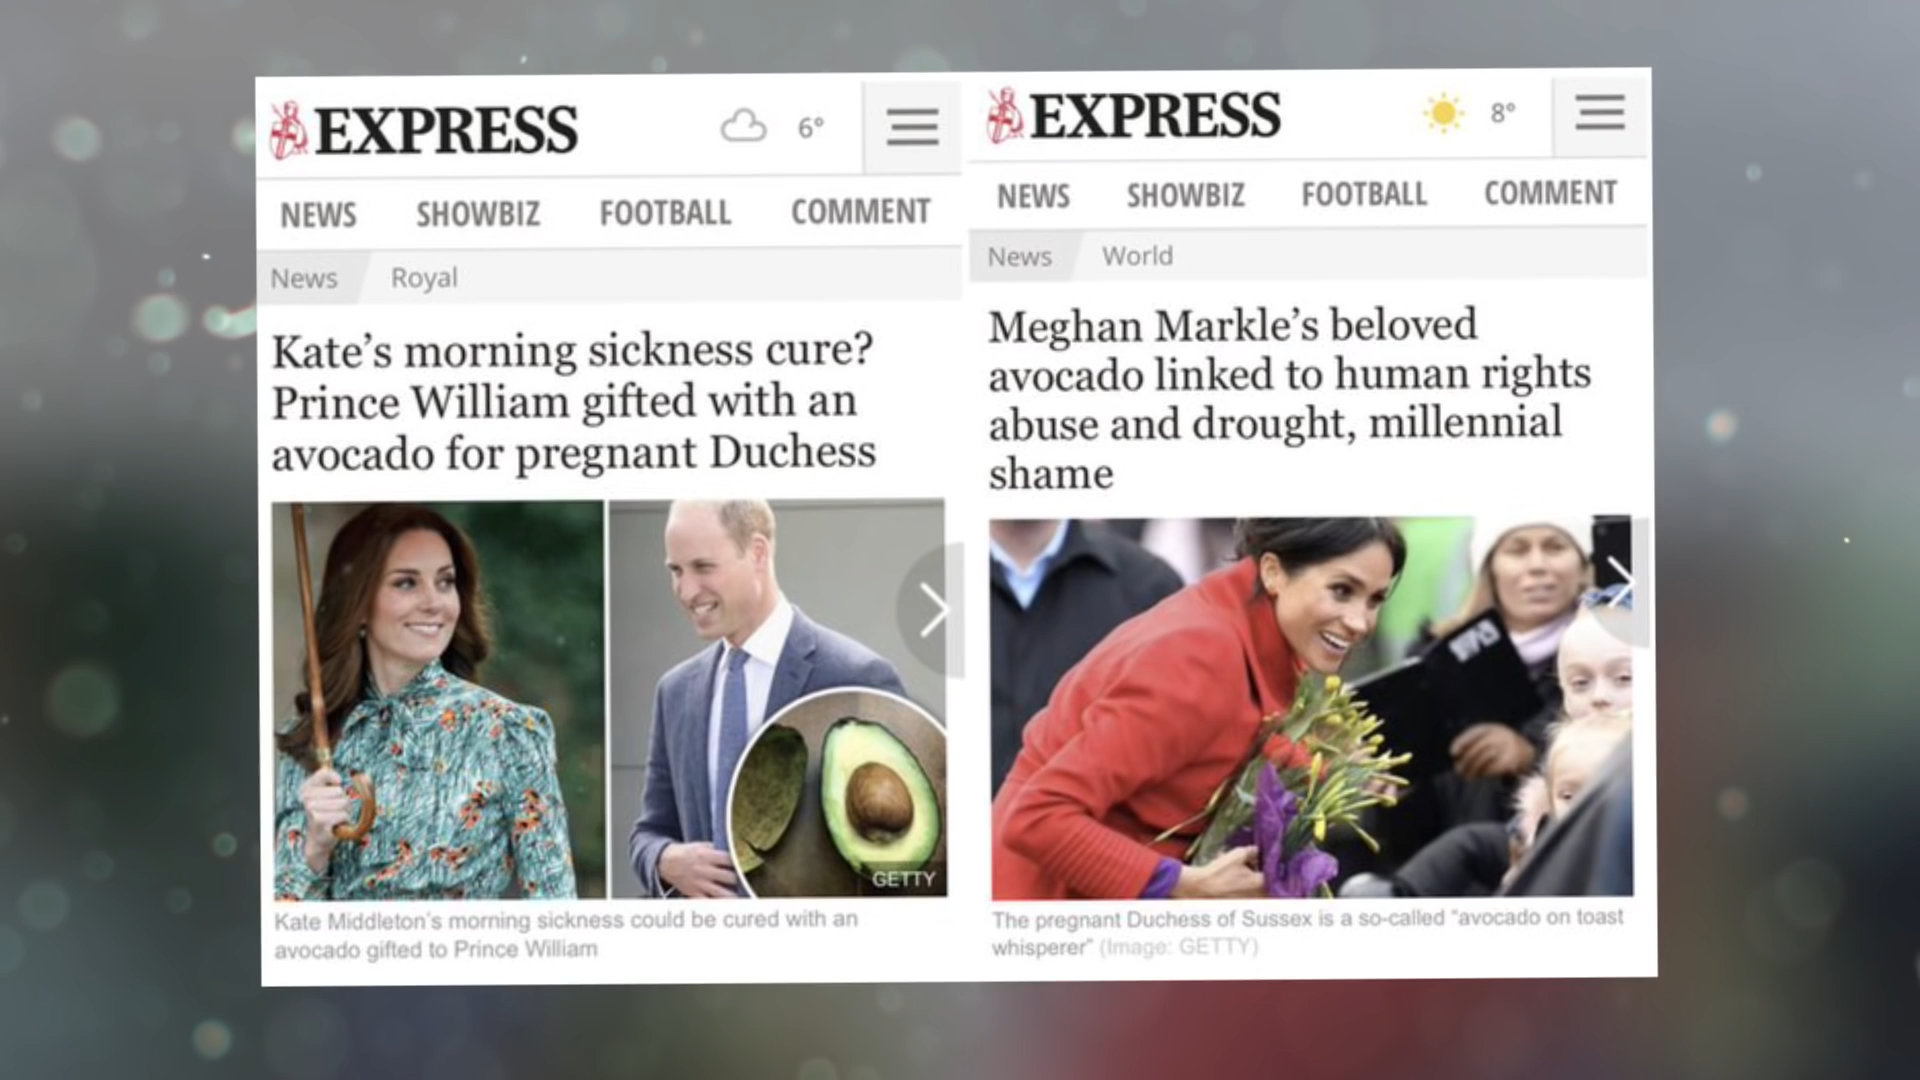 EXPRESS
6°
NEWS SHOWBIZ FOOTBALL COMMENT
News Royal
Kate's morning sickness cure?
Prince William gifted with an
avocado for pregnant Duchess
GETTY
Kate Middleton's morning sickness could be cured with an
avocado gifted to Prince William
EXPRESS
8°
NEWS SHOWBIZ FOOTBALL COMMENT
News World
Meghan Markle's beloved
avocado linked to human rights
abuse and drought, millennial
shame
The pregnant Duchess of Sussex is a so-called "avocado on toast
whisperer" (Image: GETTY)